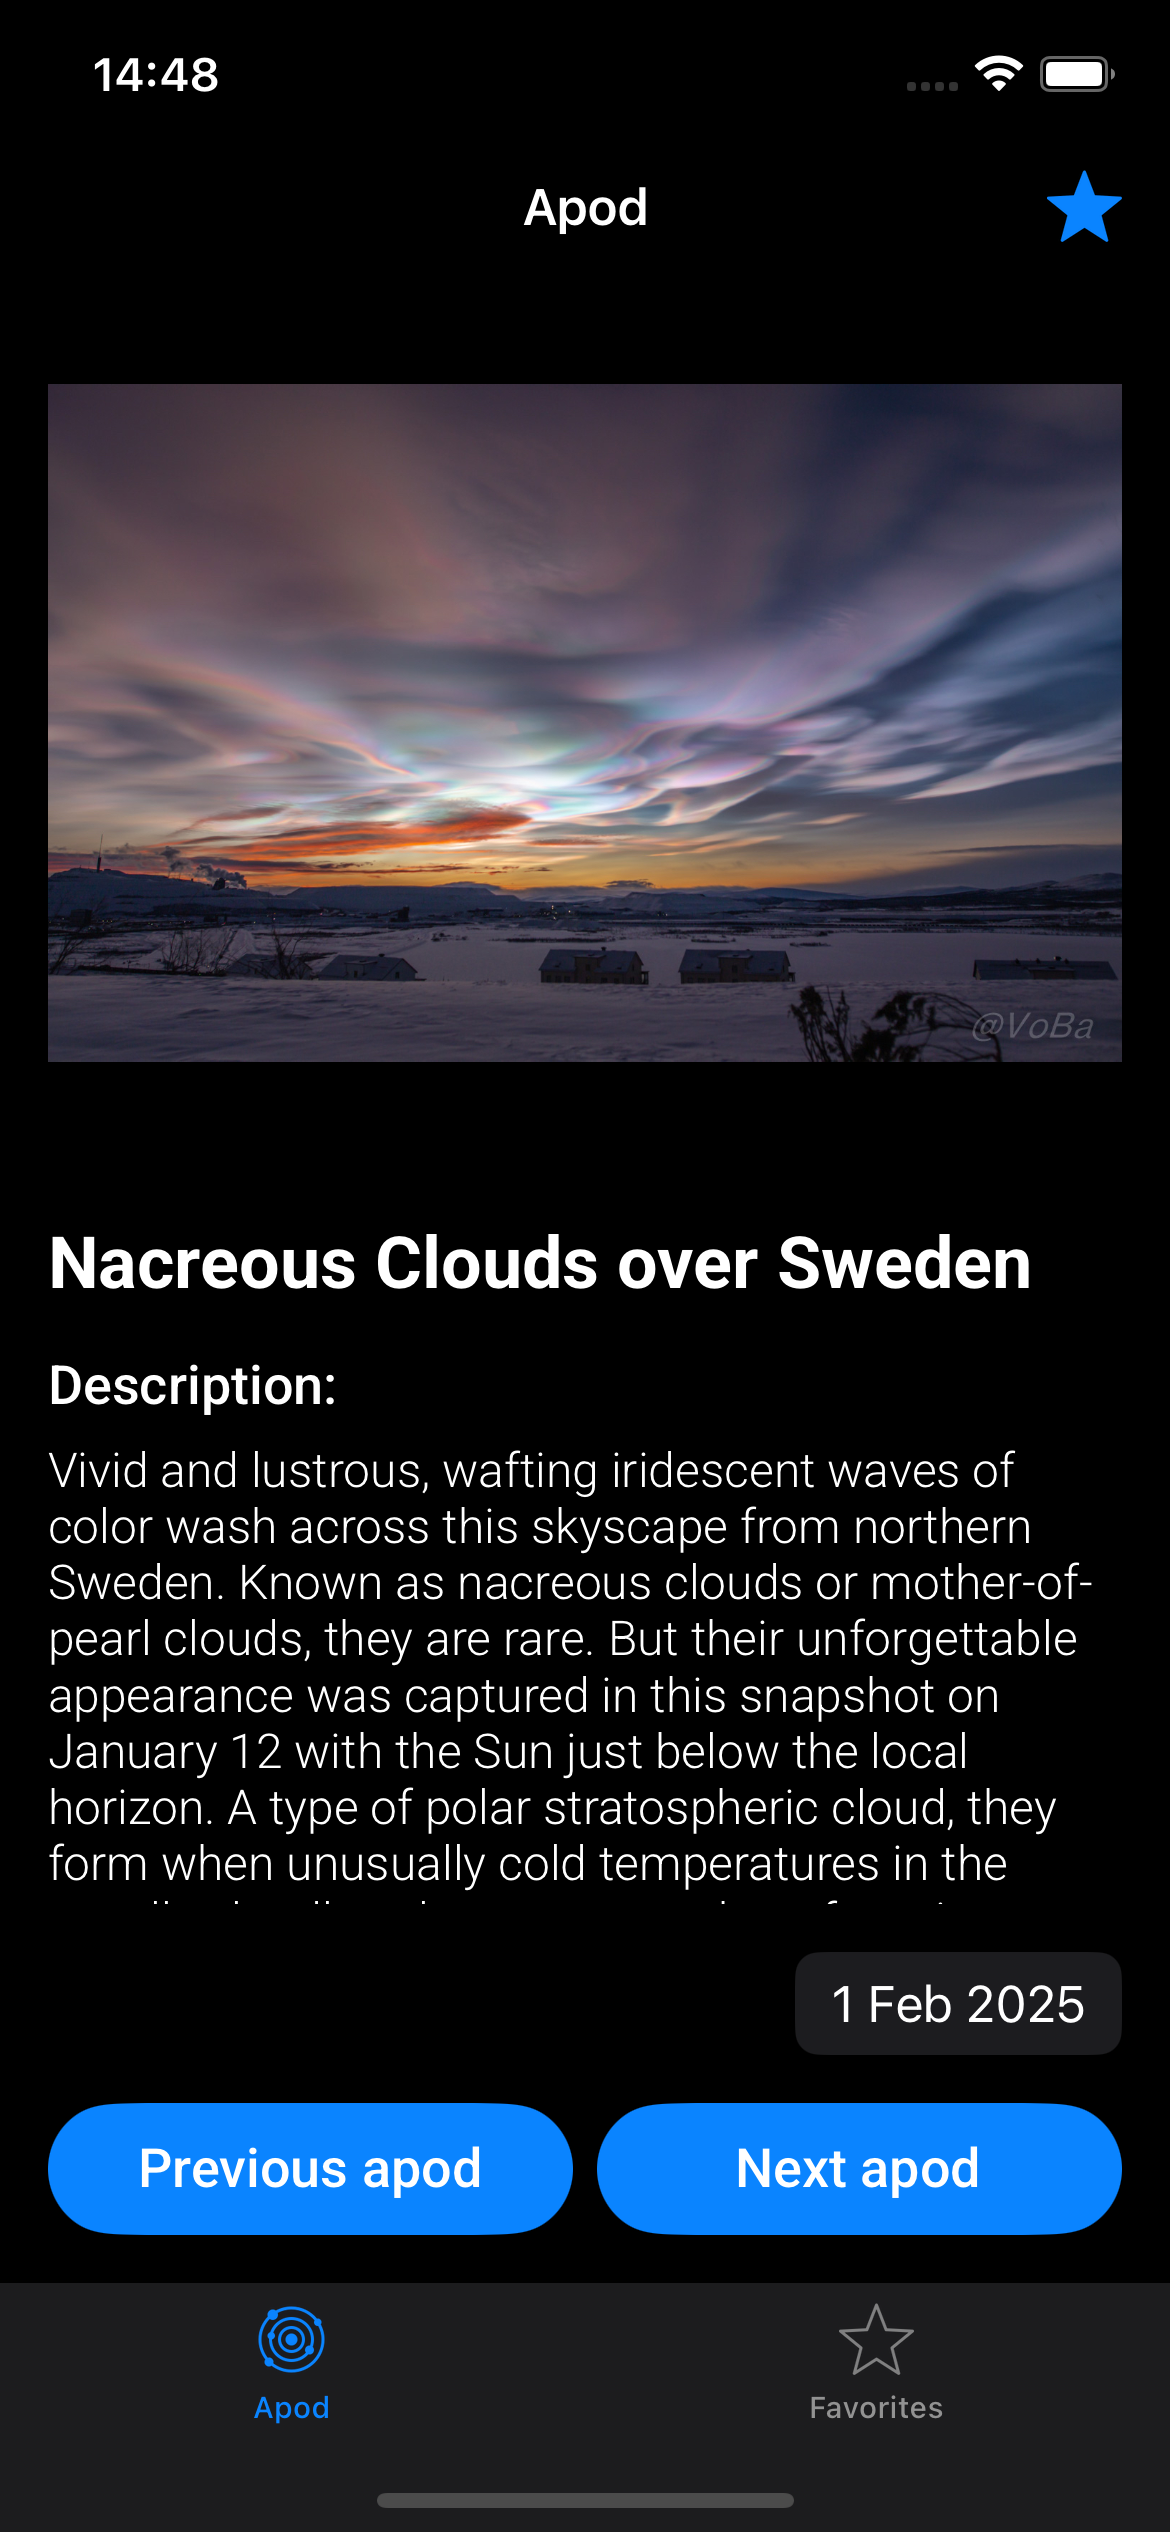 14:48
Apod
@VoBa
Nacreous Clouds over Sweden
Description:
Vivid and lustrous, wafting iridescent waves of
color wash across this skyscape from northern
Sweden. Known as nacreous clouds or mother-of-
pearl clouds, they are rare. But their unforgettable
appearance was captured in this snapshot on
January 12 with the Sun just below the local
horizon. A type of polar stratospheric cloud, they
form when unusually cold temperatures in the
1 Feb 2025
Previous apod
Next apod
Apod
Favorites